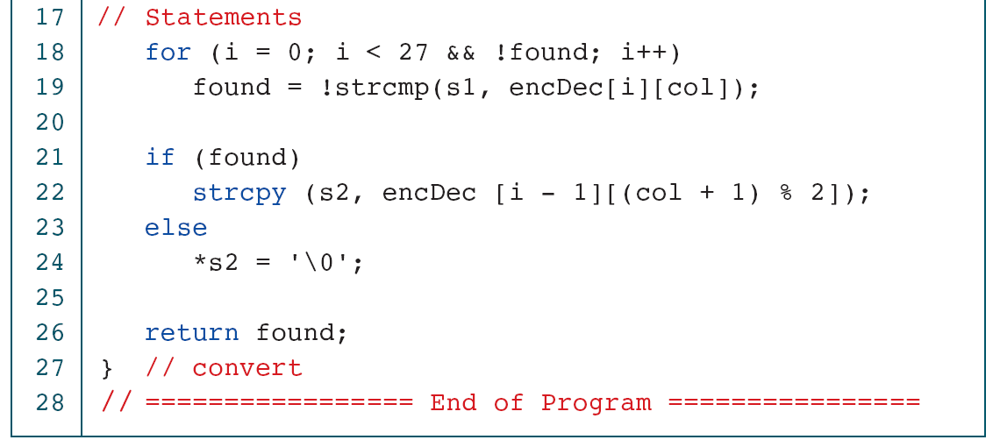 17 // Statements
18 for (i = 0; i < 27 && !found; i++)
19 found = !strcmp(s1, encDec[i][col]);
20
21 if (found)
22 strcpy (s2, encDec [i - 1][(col + 1) % 2]);
23 else
24 *s2 = '\0';
25
26 return found;
27 } // convert
28 // ================= End of Program ================